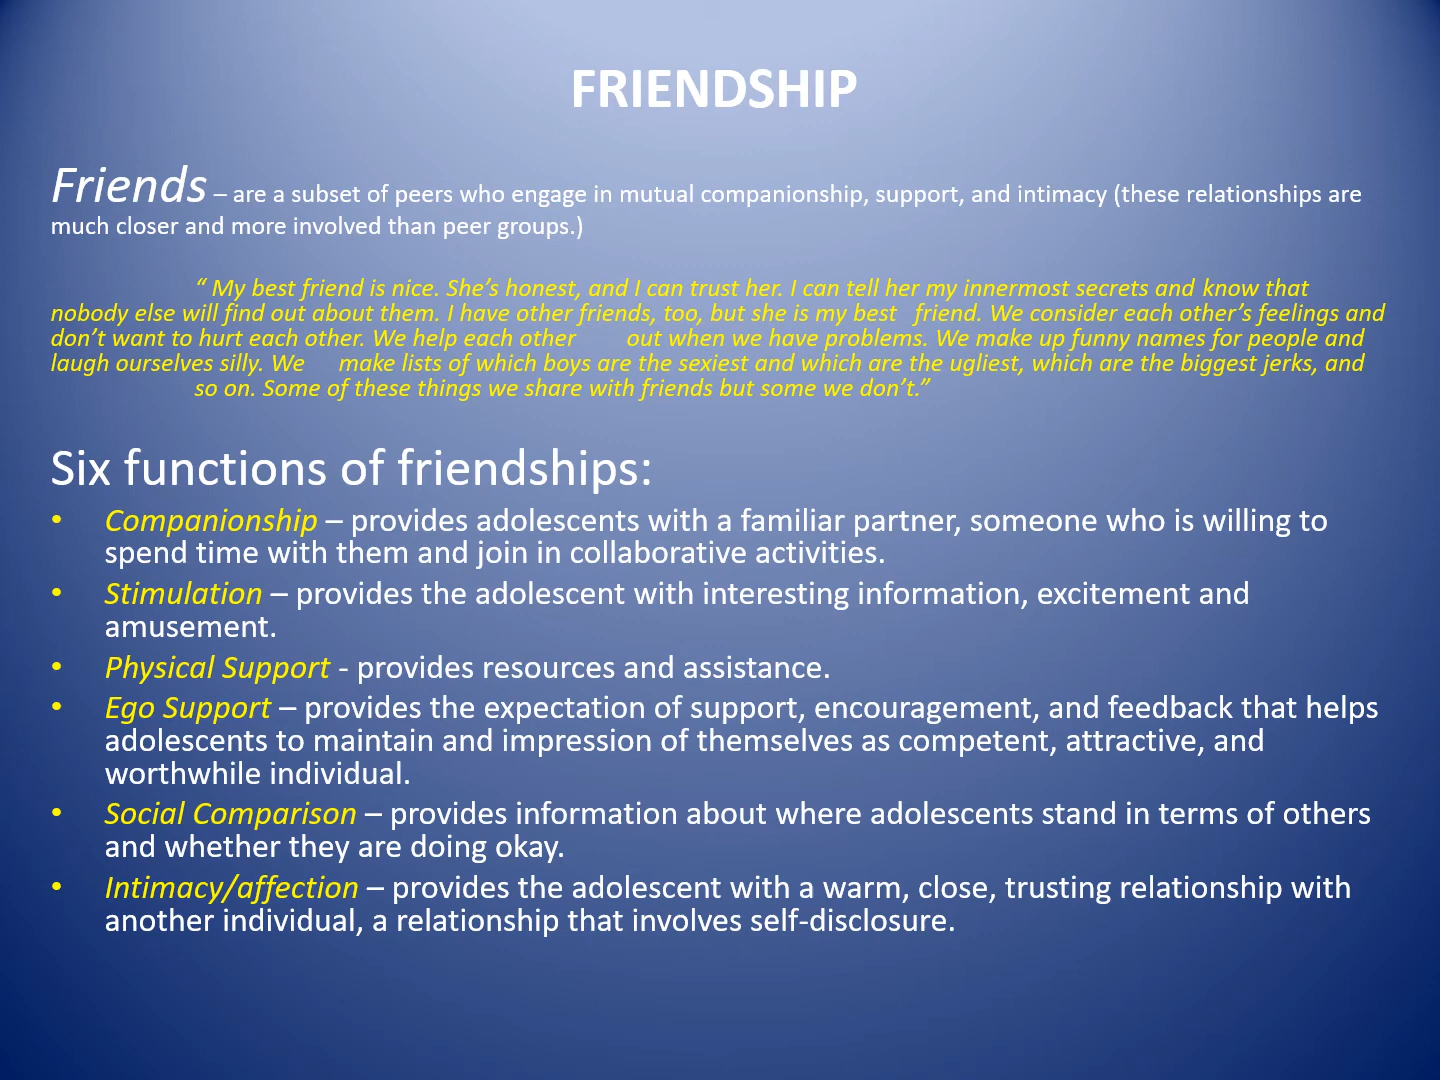 FRIENDSHIP
Friends – are a subset of peers who engage in mutual companionship, support, and intimacy (these relationships are
much closer and more involved than peer groups.)
“ My best friend is nice. She’s honest, and I can trust her. I can tell her my innermost secrets and know that
nobody else will find out about them. I have other friends, too, but she is my best friend. We consider each other’s feelings and
don’t want to hurt each other. We help each other out when we have problems. We make up funny names for people and
laugh ourselves silly. We make lists of which boys are the sexiest and which are the ugliest, which are the biggest jerks, and
so on. Some of these things we share with friends but some we don’t.”
Six functions of friendships:
• Companionship – provides adolescents with a familiar partner, someone who is willing to
spend time with them and join in collaborative activities.
• Stimulation – provides the adolescent with interesting information, excitement and
amusement.
• Physical Support - provides resources and assistance.
• Ego Support – provides the expectation of support, encouragement, and feedback that helps
adolescents to maintain and impression of themselves as competent, attractive, and
worthwhile individual.
• Social Comparison – provides information about where adolescents stand in terms of others
and whether they are doing okay.
• Intimacy/affection – provides the adolescent with a warm, close, trusting relationship with
another individual, a relationship that involves self-disclosure.